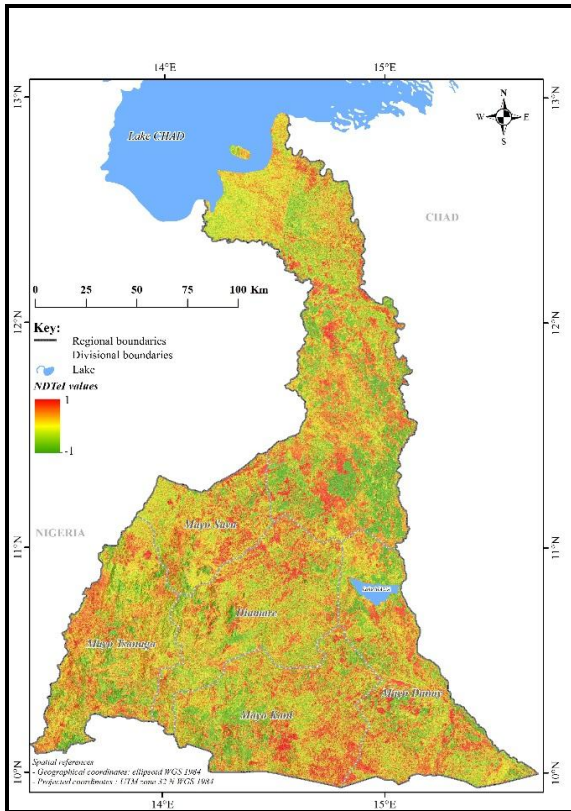 14°E 15°E
13°N 13°N
N
W E
S
Lake CHAD
CHAD
0 25 50 75 100 Km
12°N 12°N
Key:
Regional boundaries
Divisional boundaries
Lake
NDTeI values
1
-1
Mayo Sava
NIGERIA
11°N 11°N
Diamare
Mayo Tsanaga
Mayo Danay
Mayo Kani
Spatial references
- Geographical coordinates: ellipsoid WGS 1984
- Projected coordinates : UTM zone 32 N WGS 1984
10°N 10°N
14°E 15°E